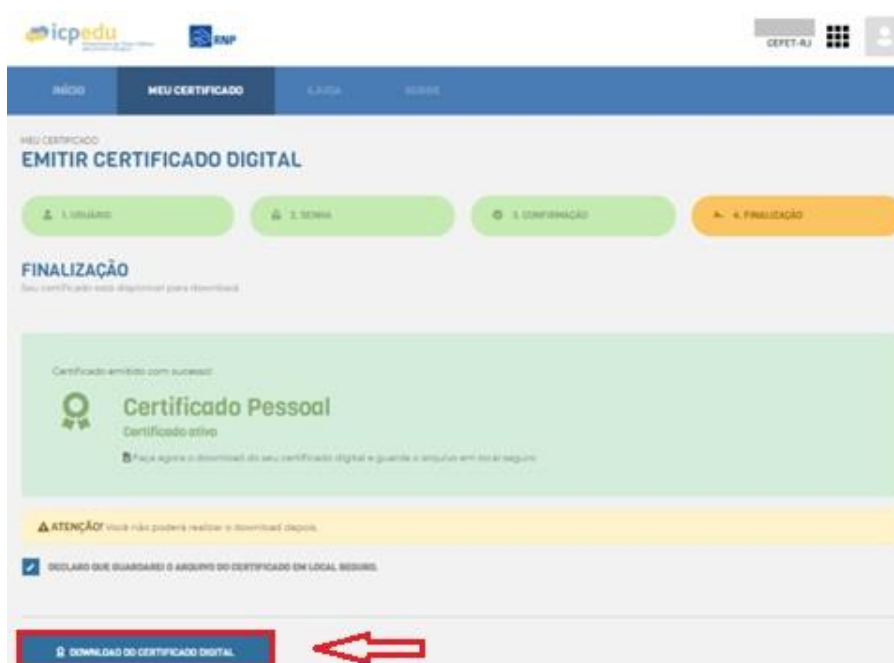 icpedu
RNP
CEFET-RJ
INÍCIO
MEU CERTIFICADO
AJUDA
SOBRE
MEU CERTIFICADO
EMITIR CERTIFICADO DIGITAL
1. USUÁRIO
2. SENHA
3. CONFIRMAÇÃO
4. FINALIZAÇÃO
FINALIZAÇÃO
Seu certificado está disponível para download.
Certificado emitido com sucesso!
Certificado Pessoal
Certificado ativo
Faça agora o download do seu certificado digital e guarde o arquivo em local seguro
ATENÇÃO! Você não poderá realizar o download depois.
DECLARO QUE GUARDAREI O ARQUIVO DO CERTIFICADO EM LOCAL SEGURO.
DOWNLOAD DO CERTIFICADO DIGITAL